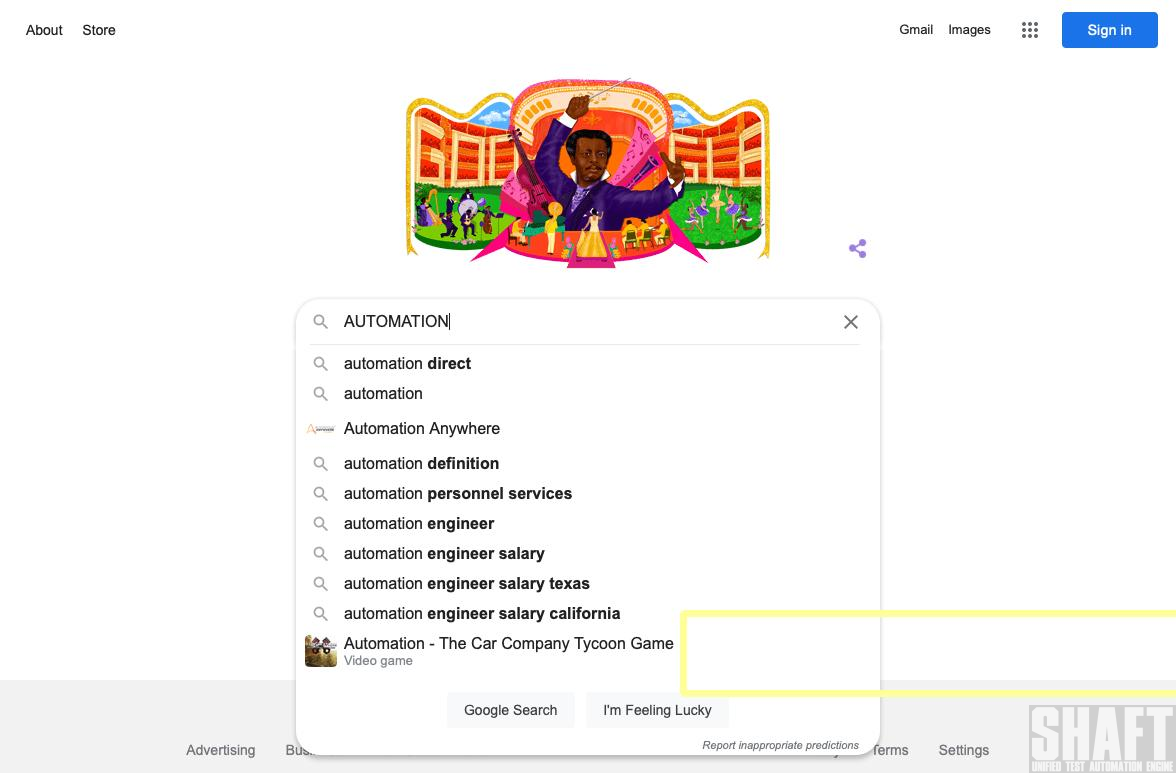 About Store Gmail Images Sign in
AUTOMATION
automation direct
automation
Automation Anywhere
automation definition
automation personnel services
automation engineer
automation engineer salary
automation engineer salary texas
automation engineer salary california
Automation - The Car Company Tycoon Game
Video game
Google Search I'm Feeling Lucky
Report inappropriate predictions
Advertising Terms Settings
SHAFT
UNIFIED TEST AUTOMATION ENGINE